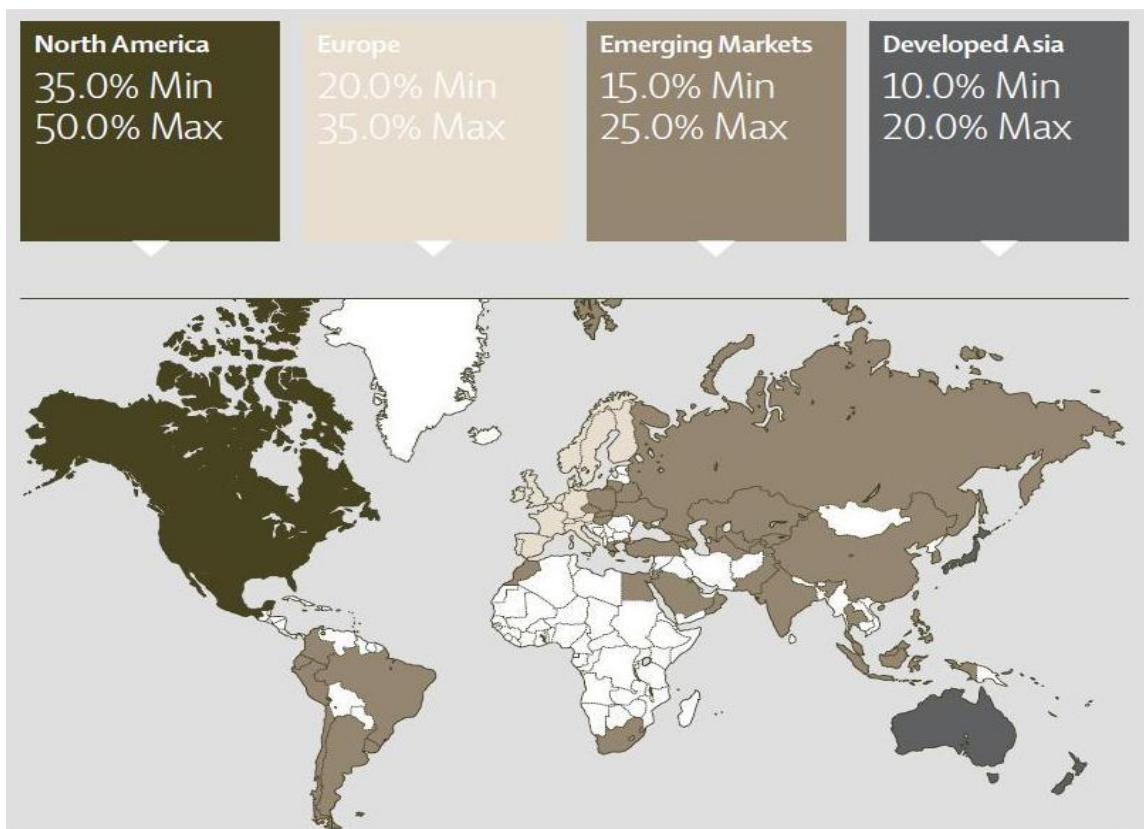 North America
35.0% Min
50.0% Max
Europe
20.0% Min
35.0% Max
Emerging Markets
15.0% Min
25.0% Max
Developed Asia
10.0% Min
20.0% Max